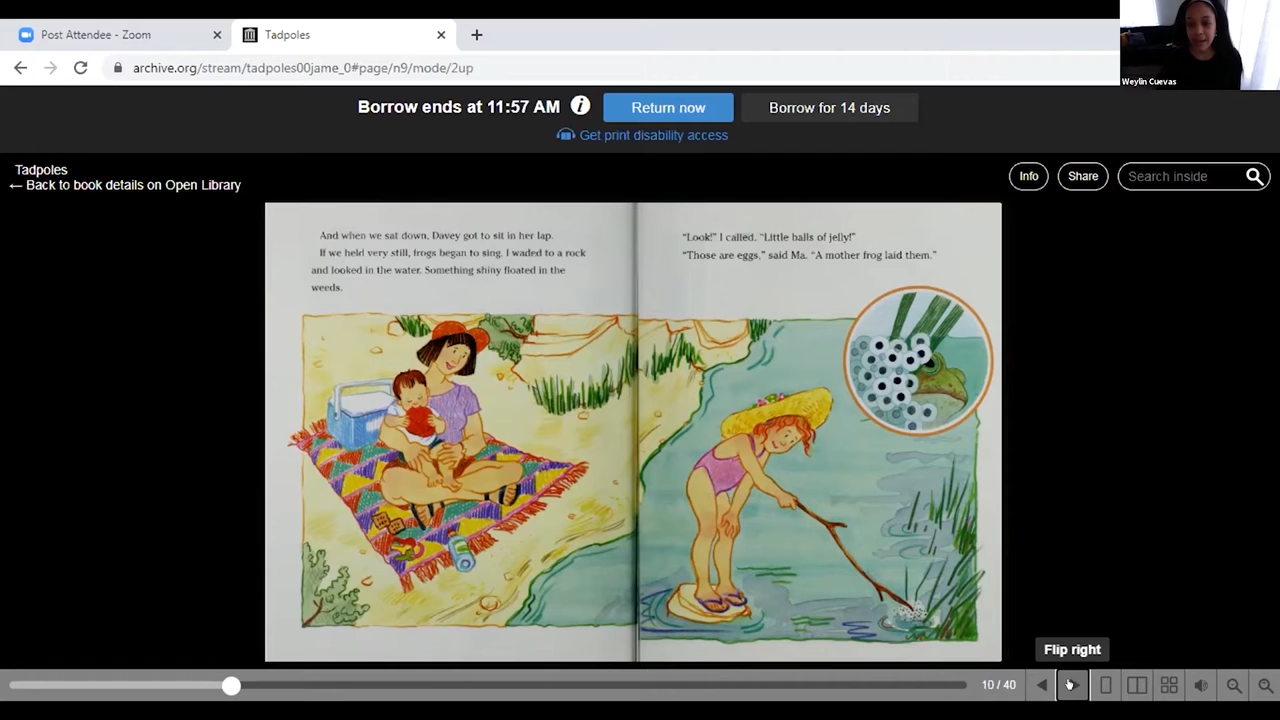 Post Attendee - Zoom
Tadpoles
archive.org/stream/tadpoles00jame_0#page/n9/mode/2up
Weylin Cuevas
Borrow ends at 11:57 AM
Return now
Borrow for 14 days
Get print disability access
Tadpoles
← Back to book details on Open Library
Info
Share
Search inside
And when we sat down, Davey got to sit in her lap.
If we held very still, frogs began to sing. I waded to a rock
and looked in the water. Something shiny floated in the
weeds.
"Look!" I called. "Little balls of jelly!"
"Those are eggs," said Ma. "A mother frog laid them."
Flip right
10 / 40